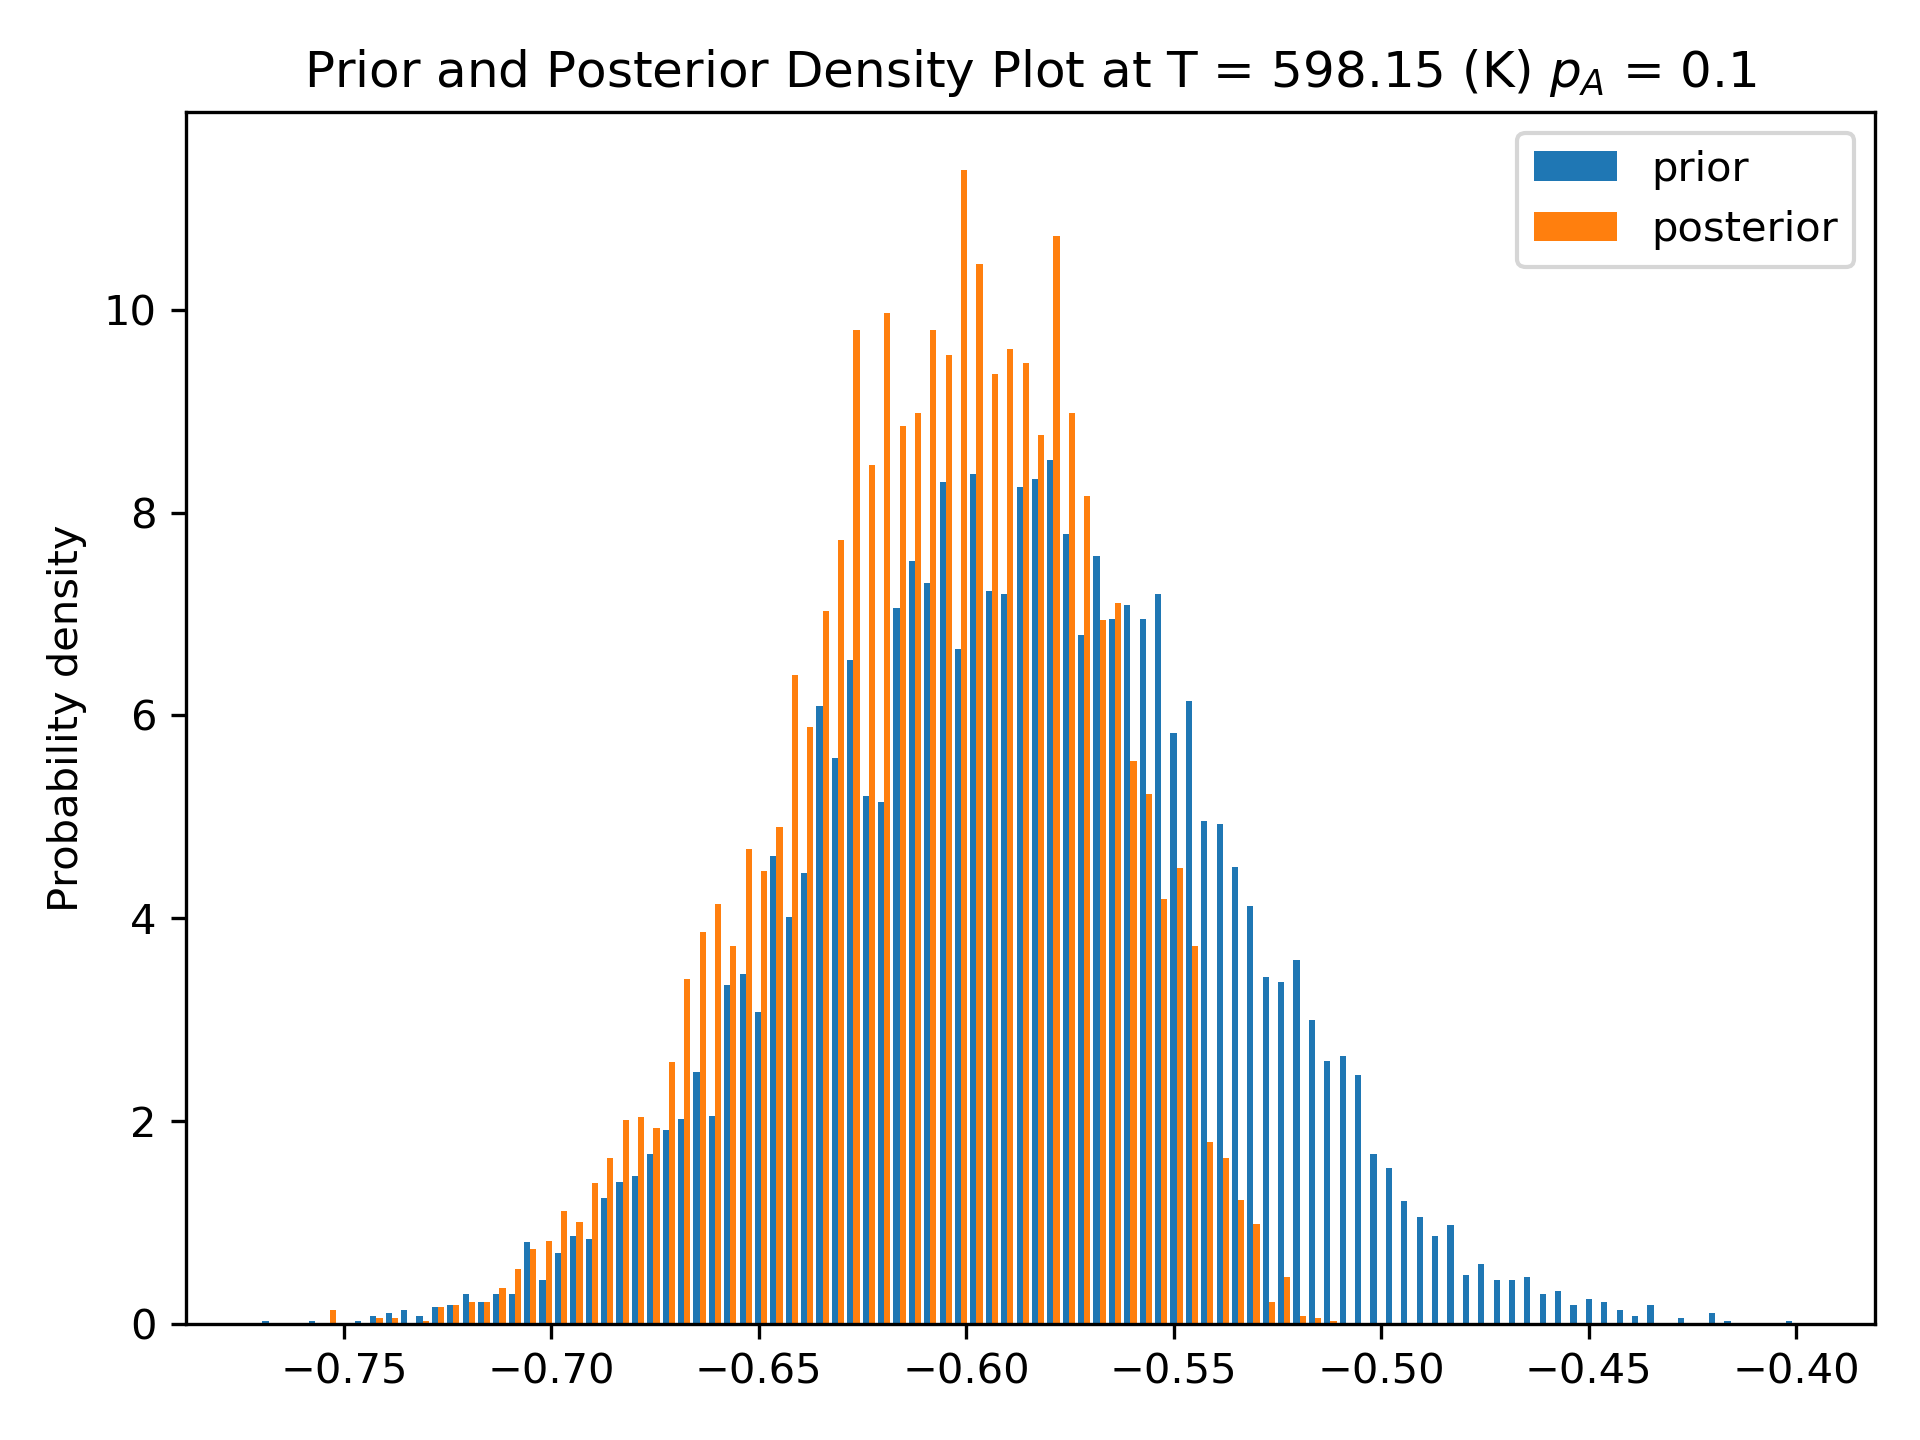 Prior and Posterior Density Plot at T = 598.15 (K) p_A = 0.1
prior
posterior
Probability density
10
8
6
4
2
0
−0.75 −0.70 −0.65 −0.60 −0.55 −0.50 −0.45 −0.40